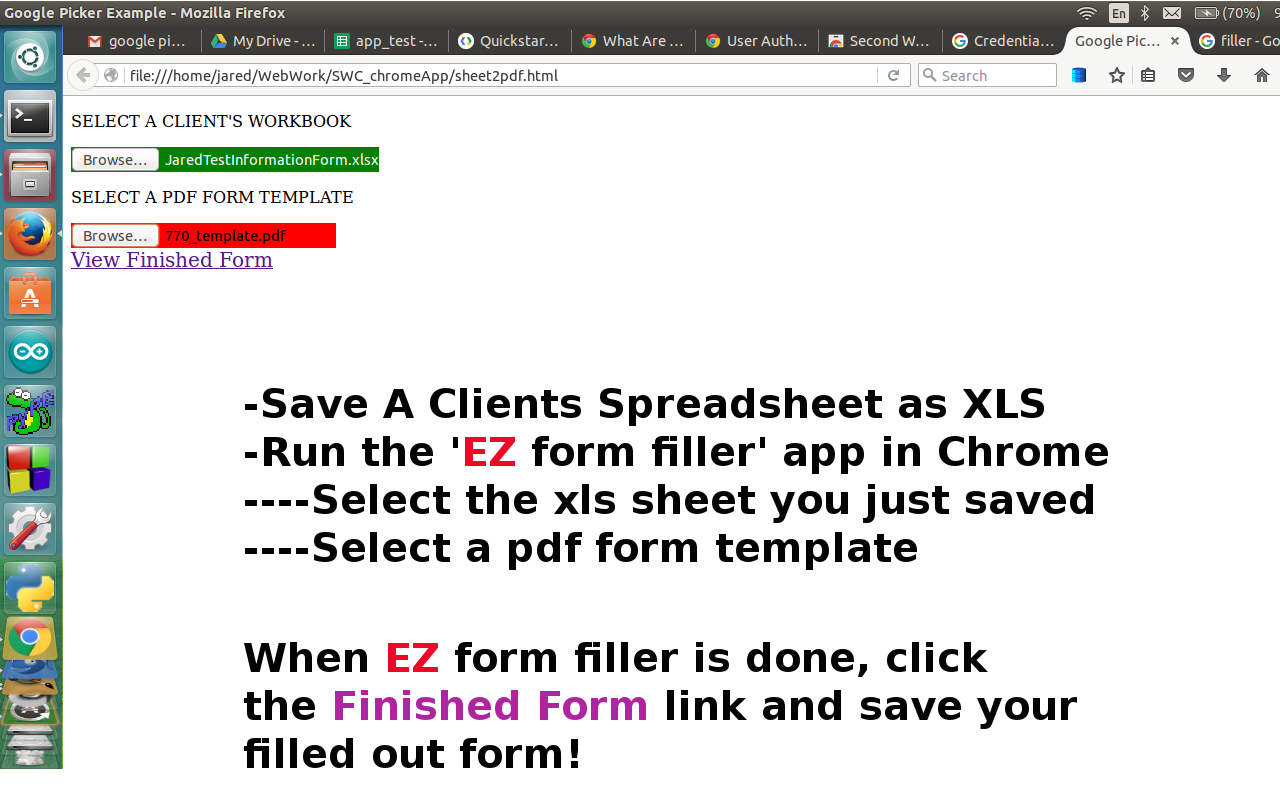 Google Picker Example - Mozilla Firefox
En
(70%)
google pi...
My Drive - ...
app_test -...
Quickstar...
What Are ...
User Auth...
Second W...
Credentia...
Google Pic...
filler - Go
file:///home/jared/WebWork/SWC_chromeApp/sheet2pdf.html
Search
SELECT A CLIENT'S WORKBOOK
Browse... JaredTestInformationForm.xlsx
SELECT A PDF FORM TEMPLATE
Browse... 770_template.pdf
View Finished Form
-Save A Clients Spreadsheet as XLS
-Run the 'EZ form filler' app in Chrome
----Select the xls sheet you just saved
----Select a pdf form template
When EZ form filler is done, click
the Finished Form link and save your
filled out form!